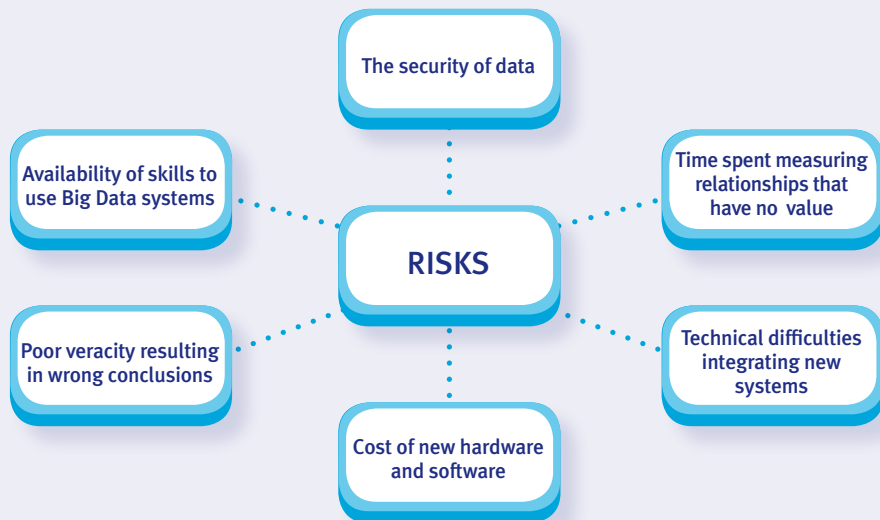 The security of data
Availability of skills to
use Big Data systems
Time spent measuring
relationships that
have no value
RISKS
Poor veracity resulting
in wrong conclusions
Technical difficulties
integrating new
systems
Cost of new hardware
and software